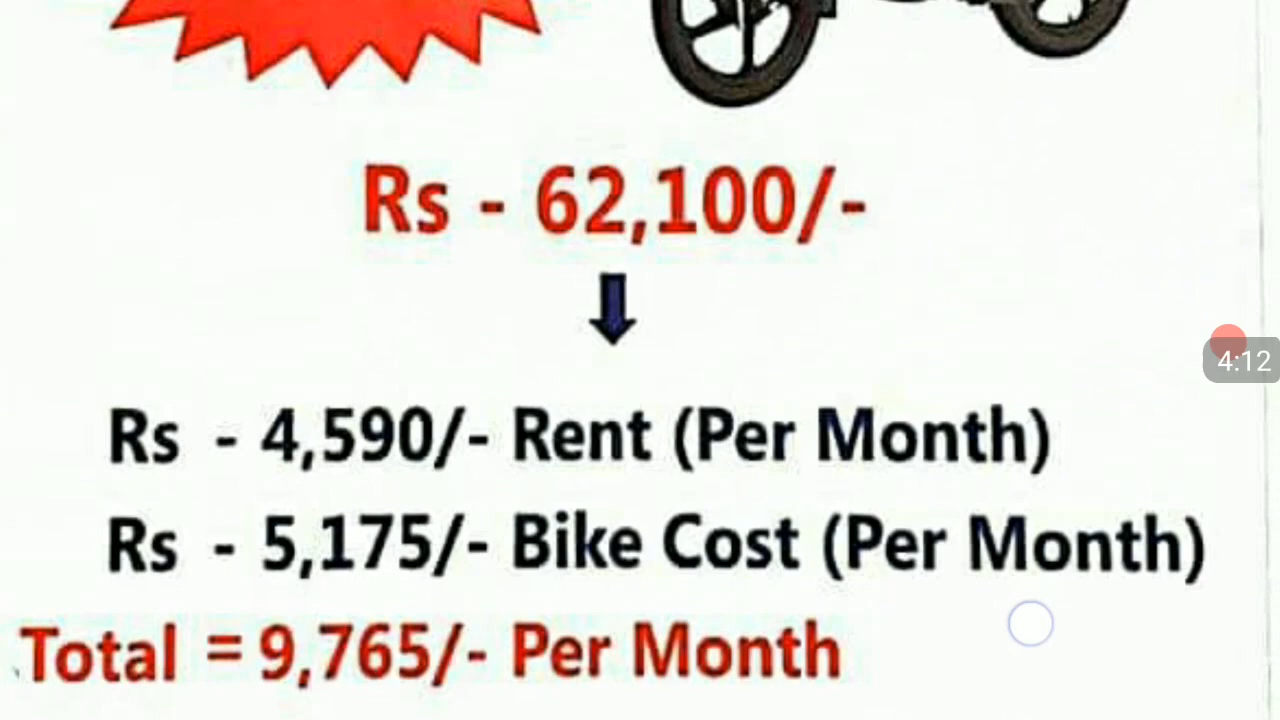 Rs - 62,100/-
4:12
Rs - 4,590/- Rent (Per Month)
Rs - 5,175/- Bike Cost (Per Month)
Total = 9,765/- Per Month